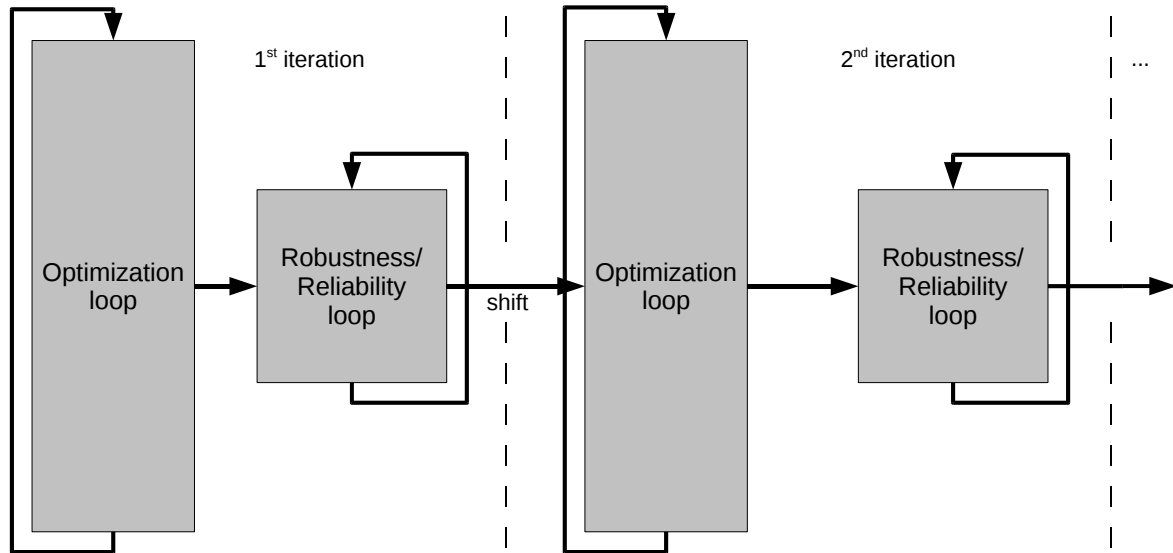 1st iteration
2nd iteration
...
Optimization
loop
Robustness/
Reliability
loop
shift
Optimization
loop
Robustness/
Reliability
loop